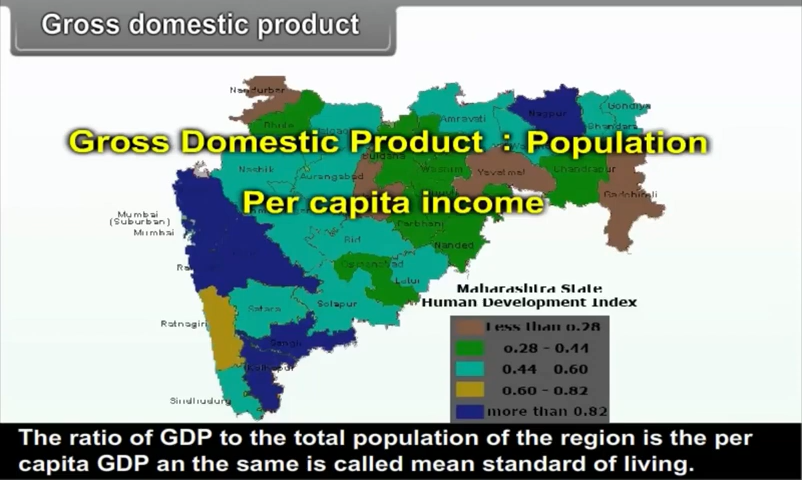 Gross domestic product
Nandurbar
Amravati
Nagpur
Gondiya
Bhandara
Gross Domestic Product : Population
Buldana
Washim
Nashik
Aurangabad
Yavatmal
Chandrapur
Gadchiroli
Per capita income
Mumbai
(Suburban)
Mumbai
Parbhani
Bid
Nanded
Osmanabad
Latur
Maharashtra State
Human Development Index
Satara
Solapur
Ratnagiri
Less than 0.28
0.28 - 0.44
Sangli
0.44 0.60
Kolhapur
0.60 - 0.82
Sindhudurg
more than 0.82
The ratio of GDP to the total population of the region is the per
capita GDP an the same is called mean standard of living.